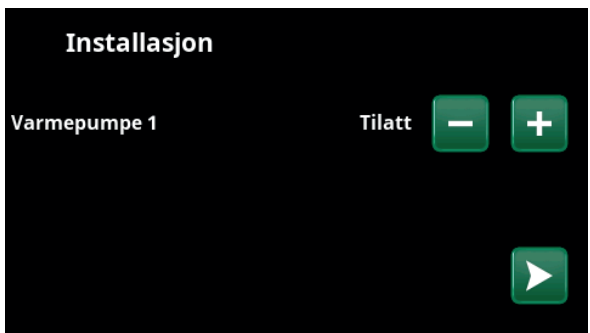 Installasjon
Varmepumpe 1 Tilatt − +